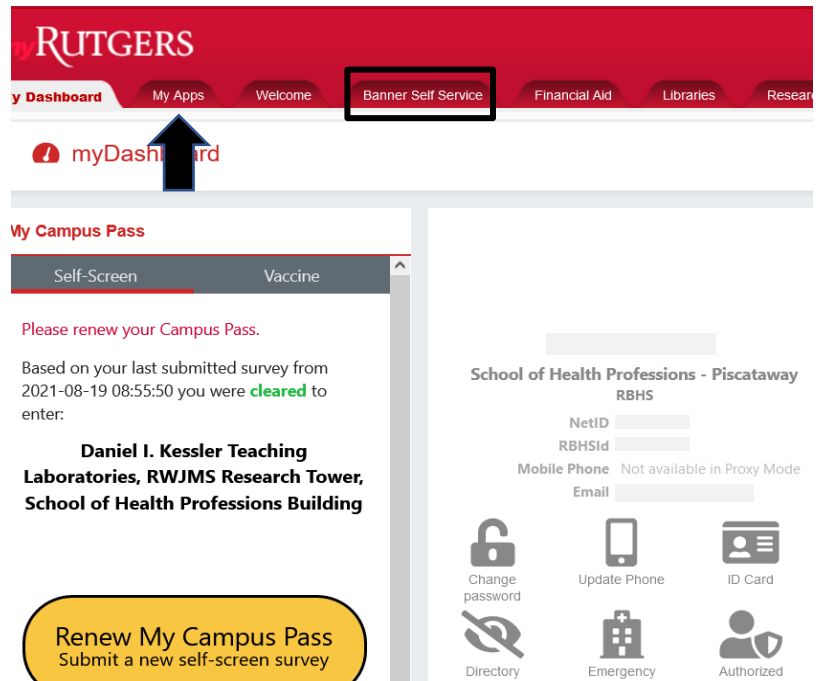 myRUTGERS
y Dashboard
My Apps
Welcome
Banner Self Service
Financial Aid
Libraries
Resear
myDashboard
My Campus Pass
Self-Screen
Vaccine
Please renew your Campus Pass.
Based on your last submitted survey from
2021-08-19 08:55:50 you were cleared to
enter:
Daniel I. Kessler Teaching
Laboratories, RWJMS Research Tower,
School of Health Professions Building
Renew My Campus Pass
Submit a new self-screen survey
School of Health Professions - Piscataway
RBHS
NetID
RBHSId
Mobile Phone Not available in Proxy Mode
Email
Change
password
Update Phone
ID Card
Directory
Emergency
Authorized